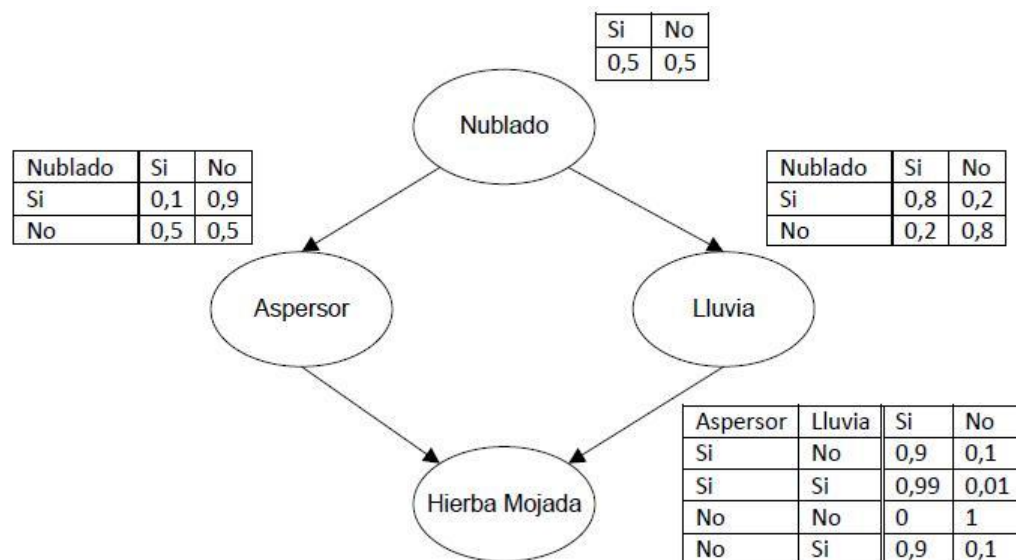 Si No
0,5 0,5
Nublado
Nublado Si No
Si 0,1 0,9
No 0,5 0,5
Nublado Si No
Si 0,8 0,2
No 0,2 0,8
Aspersor
Lluvia
Aspersor Lluvia Si No
Si No 0,9 0,1
Si Si 0,99 0,01
No No 0 1
No Si 0,9 0,1
Hierba Mojada